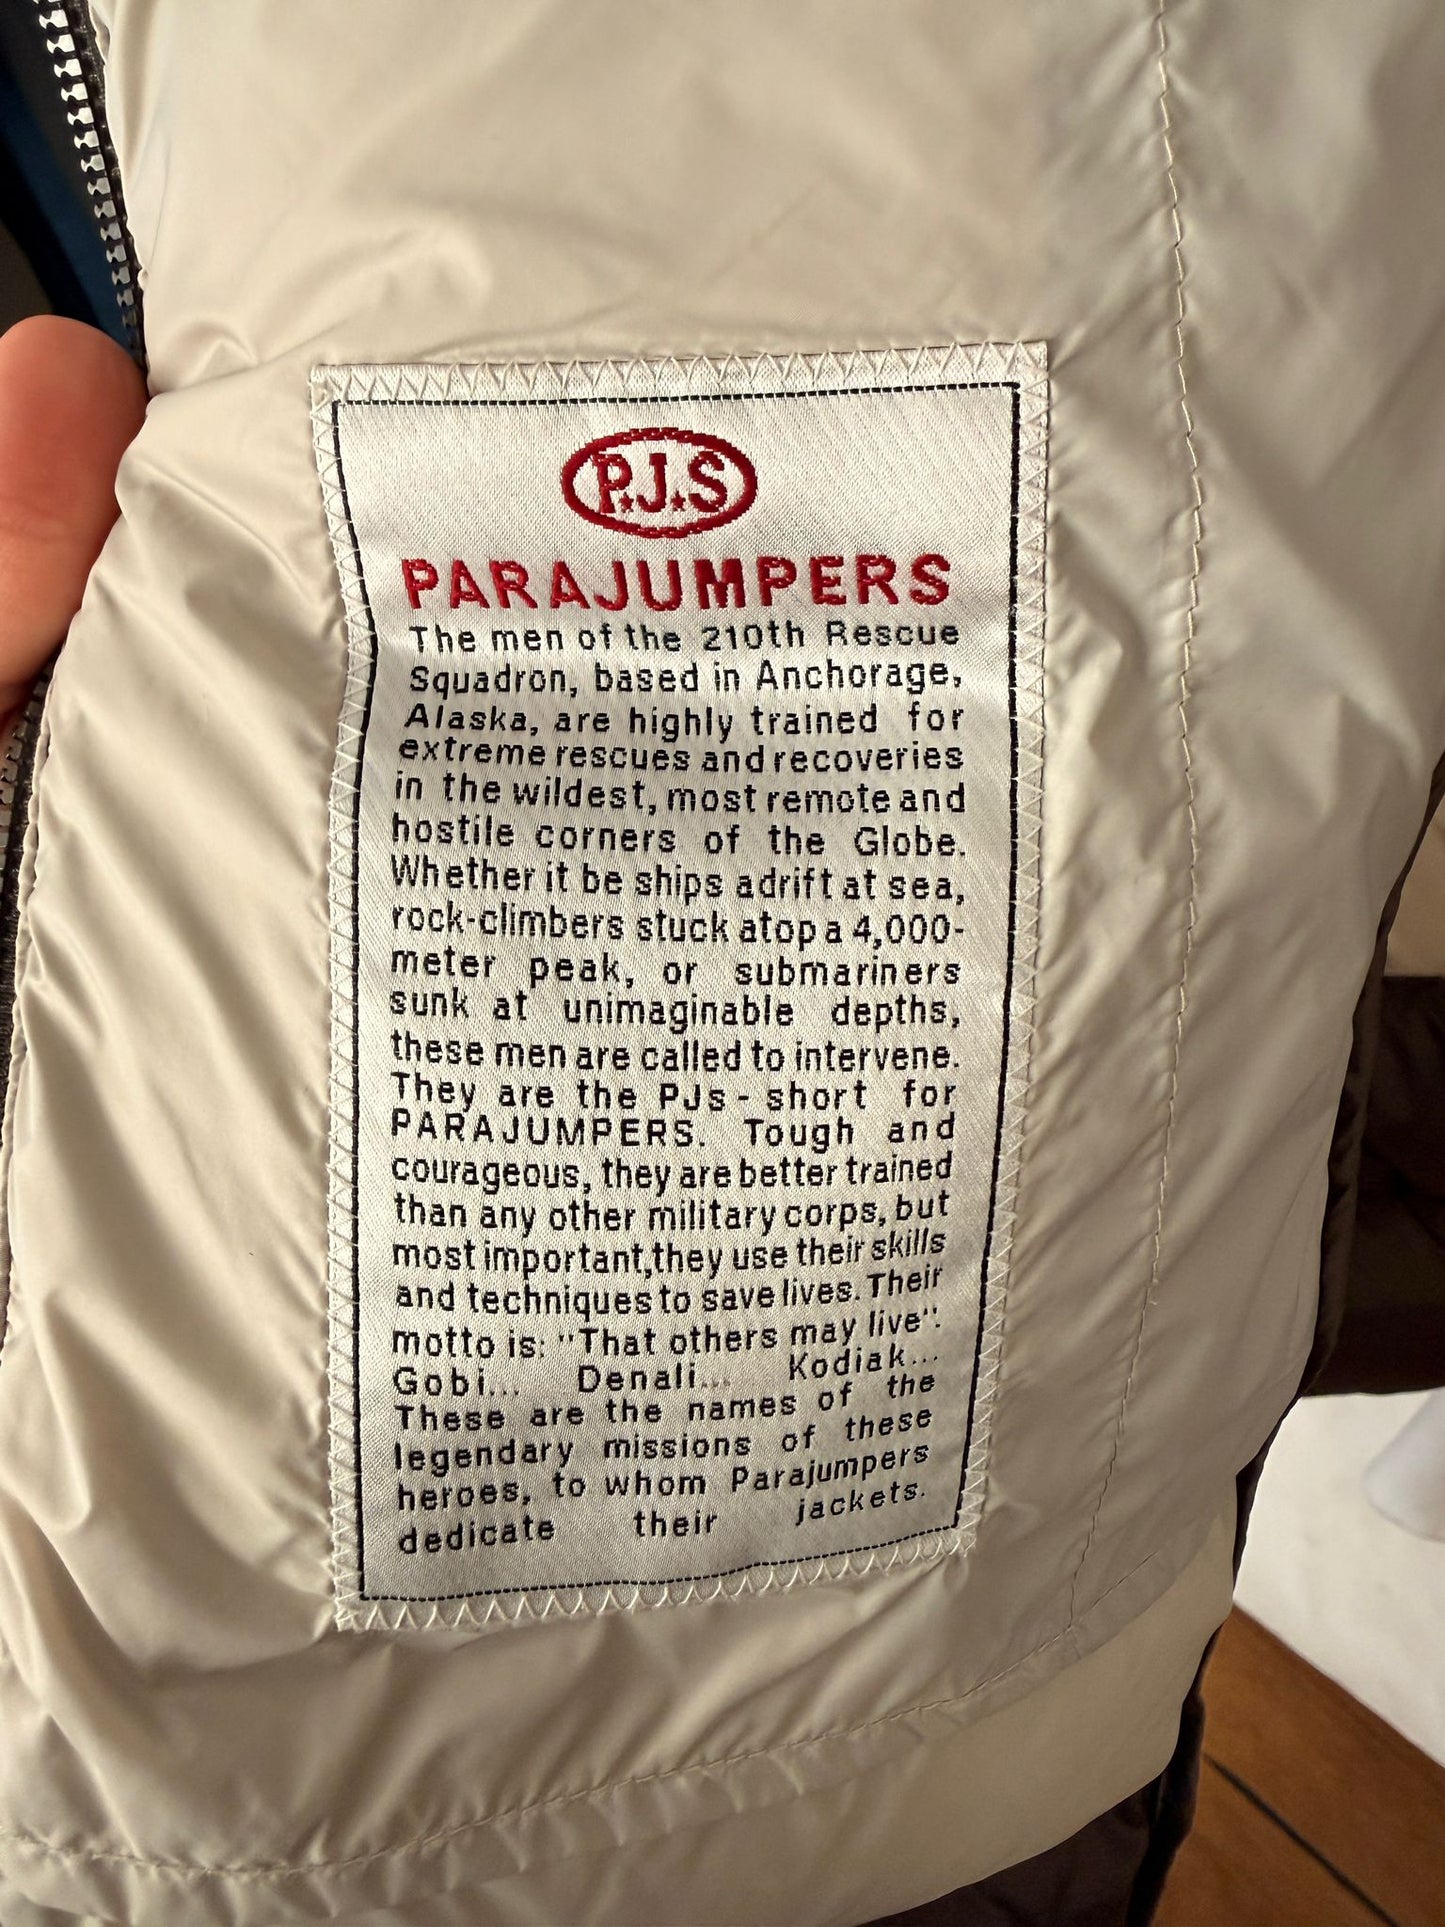 P.J.S
PARAJUMPERS
The men of the 210th Rescue
Squadron, based in Anchorage,
Alaska, are highly trained for
extreme rescues and recoveries
in the wildest, most remote and
hostile corners of the Globe.
Whether it be ships adrift at sea,
rock-climbers stuck atop a 4,000-
meter peak, or submariners
sunk at unimaginable depths,
these men are called to intervene.
They are the PJs - short for
PARAJUMPERS. Tough and
courageous, they are better trained
than any other military corps, but
most important,they use their skills
and techniques to save lives. Their
motto is: "That others may live".
Gobi... Denali... Kodiak...
These are the names of the
legendary missions of these
heroes, to whom Parajumpers
dedicate their jackets.